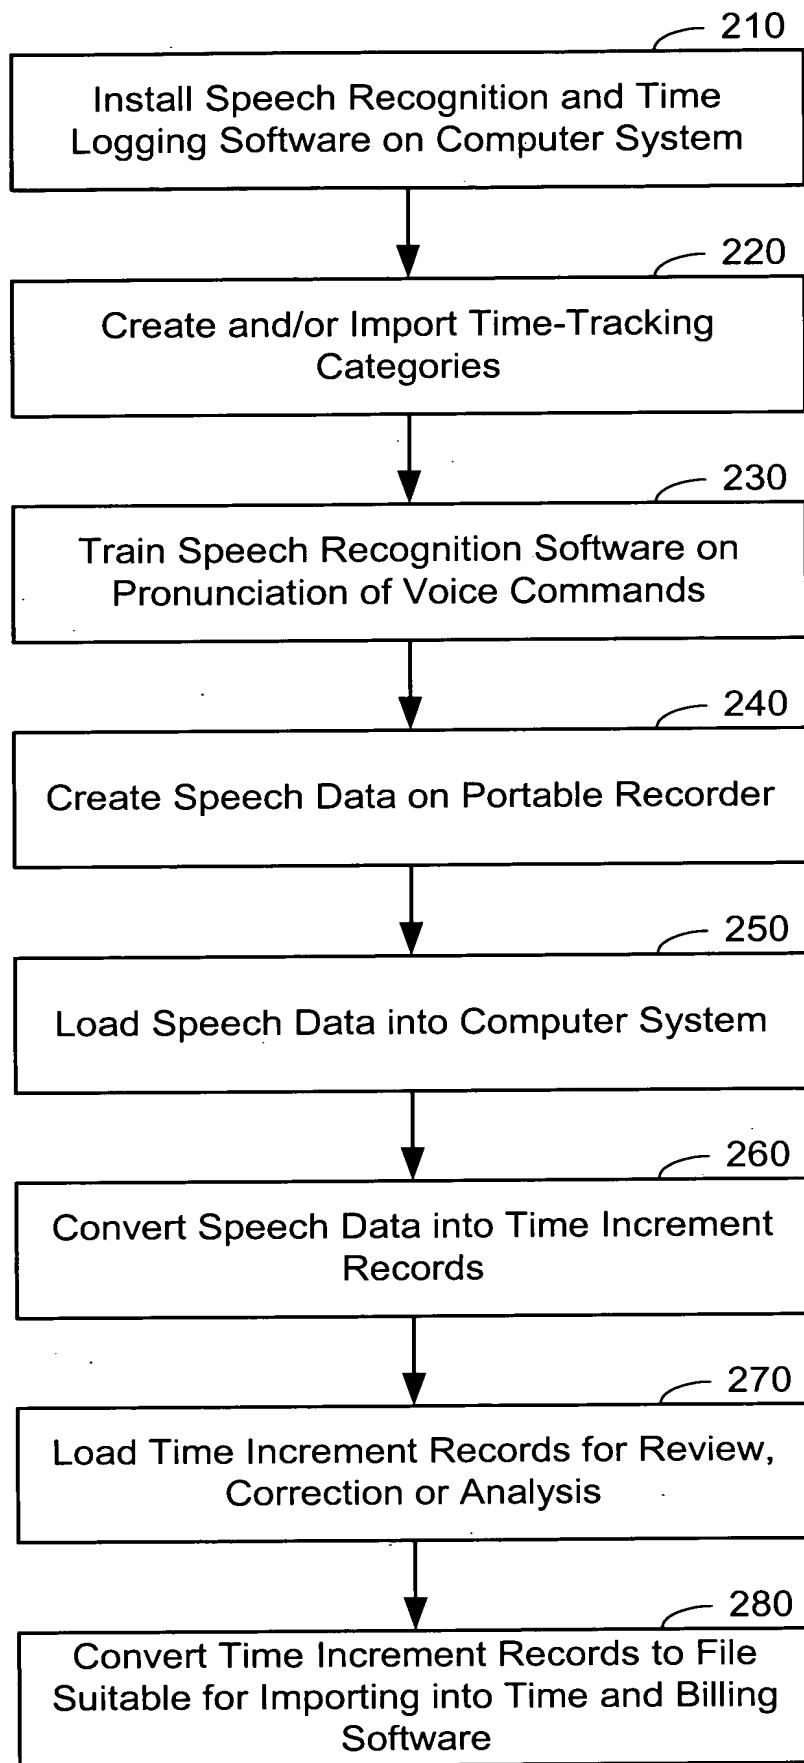 210
Install Speech Recognition and Time
Logging Software on Computer System
220
Create and/or Import Time-Tracking
Categories
230
Train Speech Recognition Software on
Pronunciation of Voice Commands
240
Create Speech Data on Portable Recorder
250
Load Speech Data into Computer System
260
Convert Speech Data into Time Increment
Records
270
Load Time Increment Records for Review,
Correction or Analysis
280
Convert Time Increment Records to File
Suitable for Importing into Time and Billing
Software